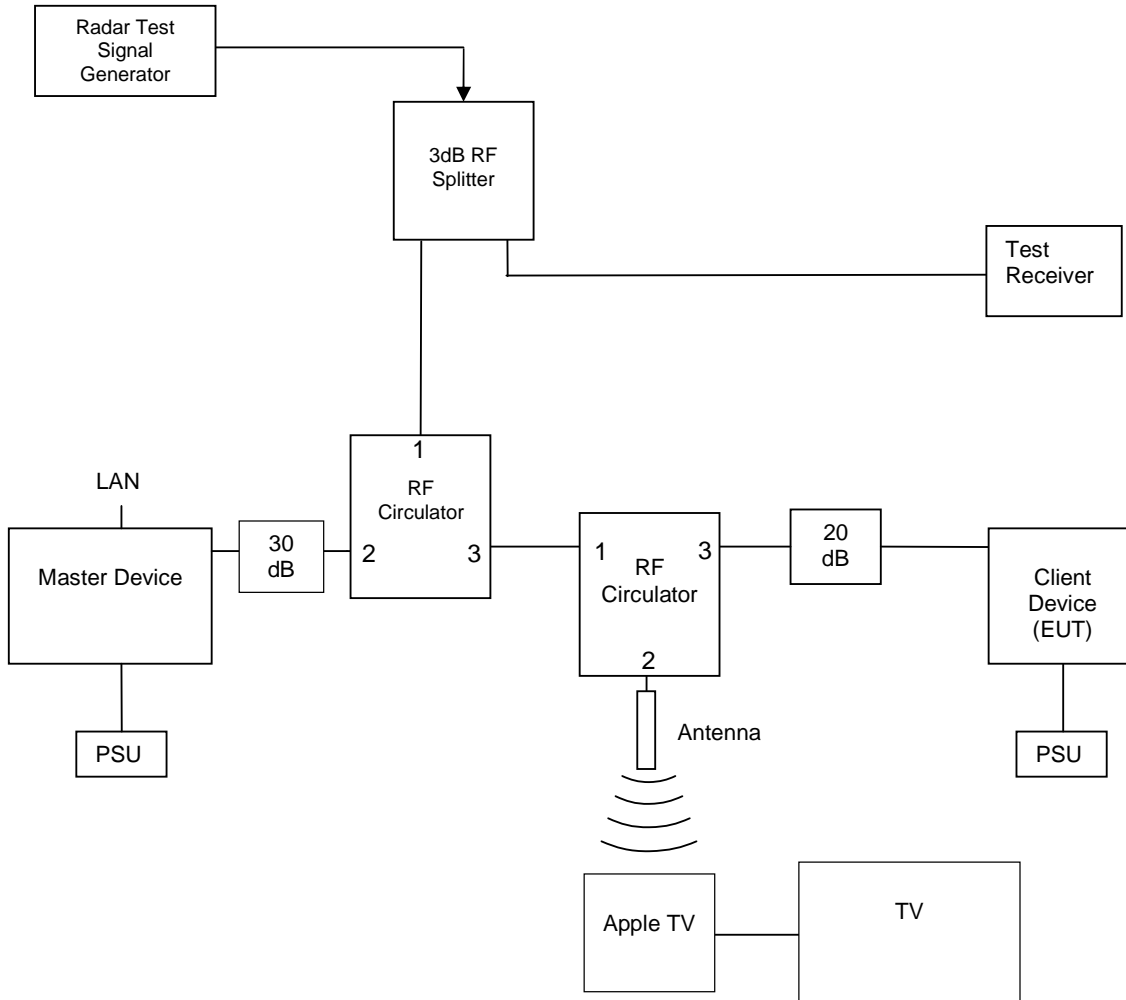 Radar Test
Signal
Generator
3dB RF
Splitter
Test
Receiver
1
RF
Circulator
2
3
LAN
30
dB
Master Device
PSU
1
3
RF
Circulator
2
20
dB
Client
Device
(EUT)
PSU
Antenna
Apple TV
TV